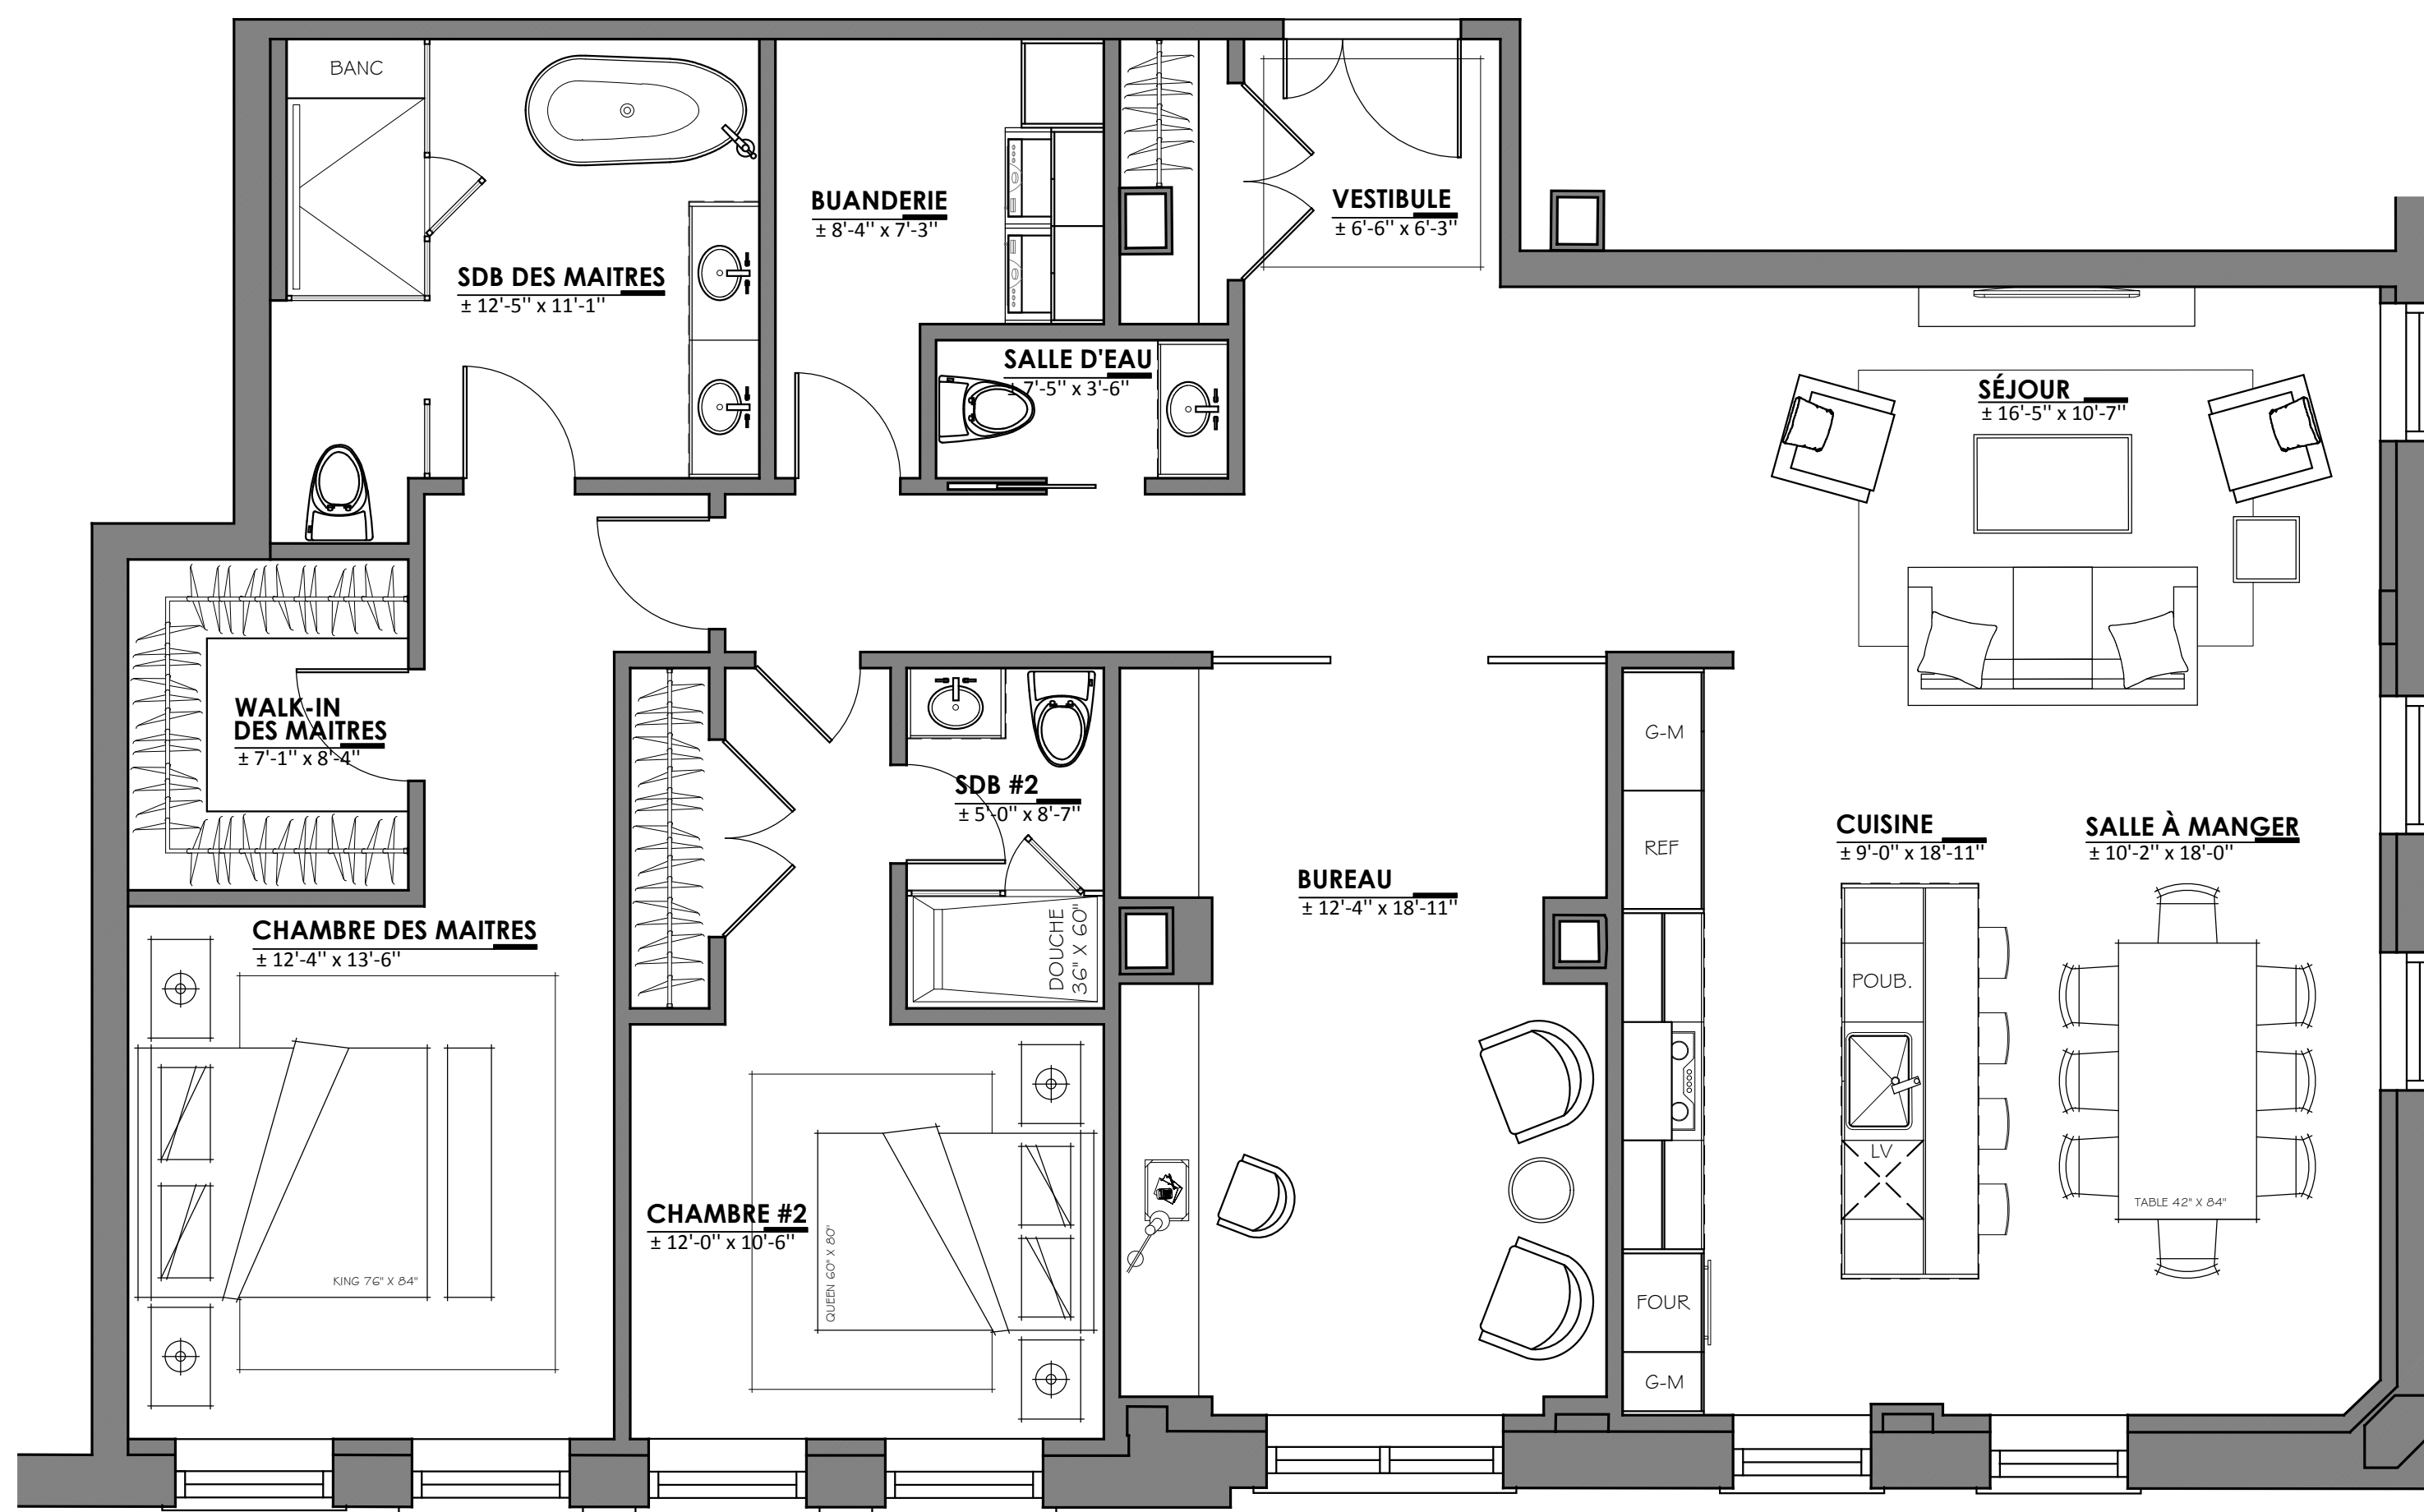 BANC
SDB DES MAITRES
± 12'-5'' x 11'-1''
BUANDERIE
± 8'-4'' x 7'-3''
VESTIBULE
± 6'-6'' x 6'-3''
SALLE D'EAU
± 7'-5'' x 3'-6''
SÉJOUR
± 16'-5'' x 10'-7''
WALK-IN
DES MAITRES
± 7'-1'' x 8'-4''
SDB #2
± 5'-0'' x 8'-7''
DOUCHE
36" X 60"
BUREAU
± 12'-4'' x 18'-11''
G-M
REF
CUISINE
± 9'-0'' x 18'-11''
SALLE À MANGER
± 10'-2'' x 18'-0''
CHAMBRE DES MAITRES
± 12'-4'' x 13'-6''
KING 76" X 84"
CHAMBRE #2
± 12'-0'' x 10'-6''
QUEEN 60" X 80"
POUB.
LV
TABLE 42" X 84"
FOUR
G-M